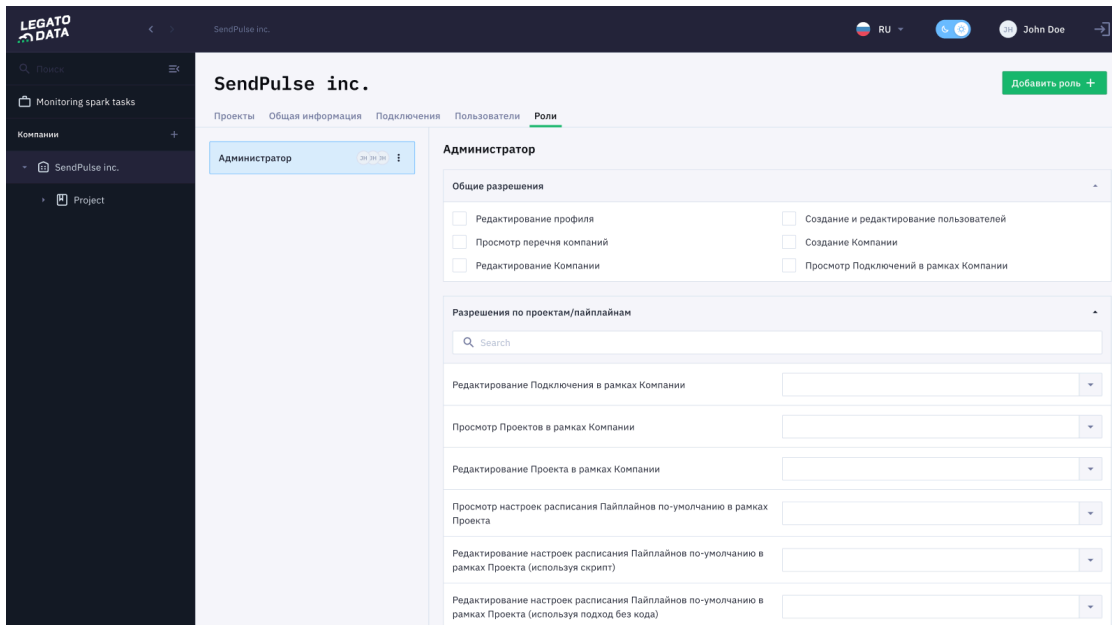 LEGATO
DATA
SendPulse inc.
RU
JH
John Doe
Поиск
Monitoring spark tasks
Компании
SendPulse inc.
Project
SendPulse inc.
Добавить роль
Проекты
Общая информация
Подключения
Пользователи
Роли
Администратор
JH JH JH
Администратор
Общие разрешения
Редактирование профиля
Создание и редактирование пользователей
Просмотр перечня компаний
Создание Компании
Редактирование Компании
Просмотр Подключений в рамках Компании
Разрешения по проектам/пайплайнам
Search
Редактирование Подключения в рамках Компании
Просмотр Проектов в рамках Компании
Редактирование Проекта в рамках Компании
Просмотр настроек расписания Пайплайнов по-умолчанию в рамках
Проекта
Редактирование настроек расписания Пайплайнов по-умолчанию в
рамках Проекта (используя скрипт)
Редактирование настроек расписания Пайплайнов по-умолчанию в
рамках Проекта (используя подход без кода)